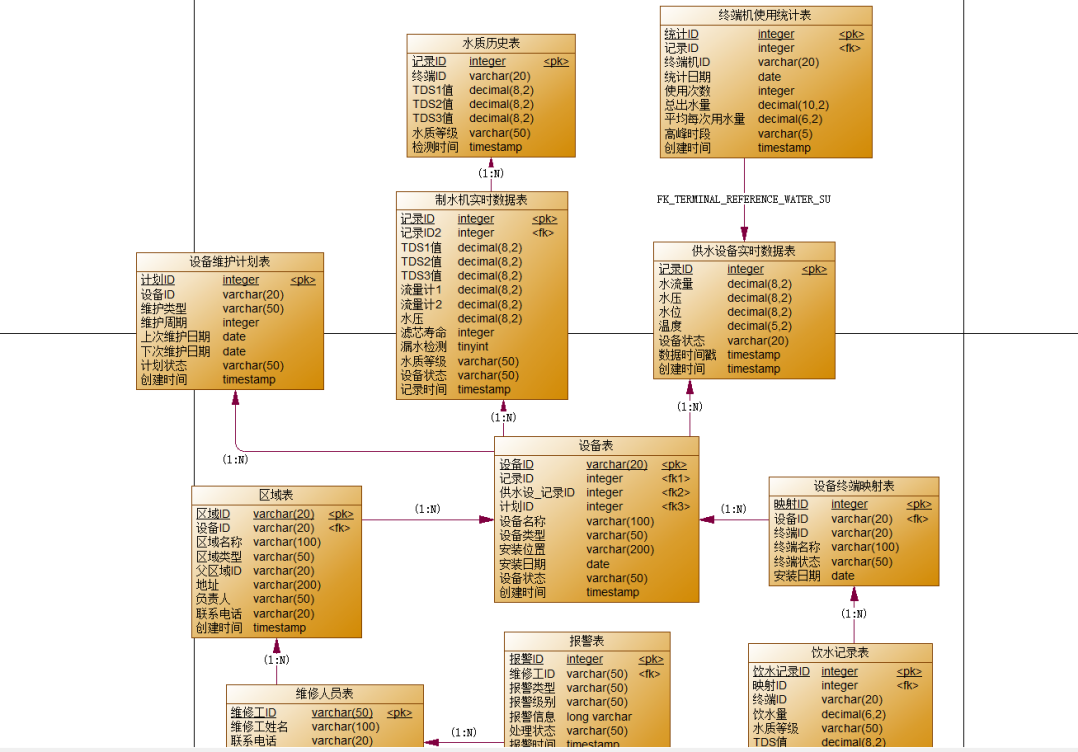 终端机使用统计表
统计ID integer <pk>
记录ID integer <fk>
终端机ID varchar(20)
统计日期 date
使用次数 integer
总出水量 decimal(10,2)
平均每次用水量 decimal(6,2)
高峰时段 varchar(5)
创建时间 timestamp
水质历史表
记录ID integer <pk>
终端ID varchar(20)
TDS1值 decimal(8,2)
TDS2值 decimal(8,2)
TDS3值 decimal(8,2)
水质等级 varchar(50)
检测时间 timestamp
(1:N)
FK_TERMINAL_REFERENCE_WATER_SU
制水机实时数据表
记录ID integer <pk>
记录ID2 integer <fk>
TDS1值 decimal(8,2)
TDS2值 decimal(8,2)
TDS3值 decimal(8,2)
流量计1 decimal(8,2)
流量计2 decimal(8,2)
水压 decimal(8,2)
滤芯寿命 integer
漏水检测 tinyint
水质等级 varchar(50)
设备状态 varchar(50)
记录时间 timestamp
供水设备实时数据表
记录ID integer <pk>
水流量 decimal(8,2)
水压 decimal(8,2)
水位 decimal(8,2)
温度 decimal(5,2)
设备状态 varchar(20)
数据时间戳 timestamp
创建时间 timestamp
设备维护计划表
计划ID integer <pk>
设备ID varchar(20)
维护类型 varchar(50)
维护周期 integer
上次维护日期 date
下次维护日期 date
计划状态 varchar(50)
创建时间 timestamp
(1:N)
(1:N)
(1:N)
设备表
设备ID varchar(20) <pk>
记录ID integer <fk1>
供水设_记录ID integer <fk2>
计划ID integer <fk3>
设备名称 varchar(100)
设备类型 varchar(50)
安装位置 varchar(200)
安装日期 date
设备状态 varchar(50)
创建时间 timestamp
区域表
区域ID varchar(20) <pk>
设备ID varchar(20) <fk>
区域名称 varchar(100)
区域类型 varchar(50)
父区域ID varchar(20)
地址 varchar(200)
负责人 varchar(50)
联系电话 varchar(20)
创建时间 timestamp
(1:N)
(1:N)
设备终端映射表
映射ID integer <pk>
设备ID varchar(20) <fk>
终端ID varchar(20)
终端名称 varchar(100)
终端状态 varchar(50)
安装日期 date
(1:N)
(1:N)
维修人员表
维修工ID varchar(50) <pk>
维修工姓名 varchar(100)
联系电话 varchar(20)
(1:N)
报警表
报警ID integer <pk>
维修工ID varchar(50) <fk>
报警类型 varchar(50)
报警级别 varchar(50)
报警信息 long varchar
处理状态 varchar(50)
报警时间 timestamp
饮水记录表
饮水记录ID integer <pk>
映射ID integer <fk>
终端ID varchar(20)
饮水量 decimal(6,2)
水质等级 varchar(50)
TDS值 decimal(8,2)